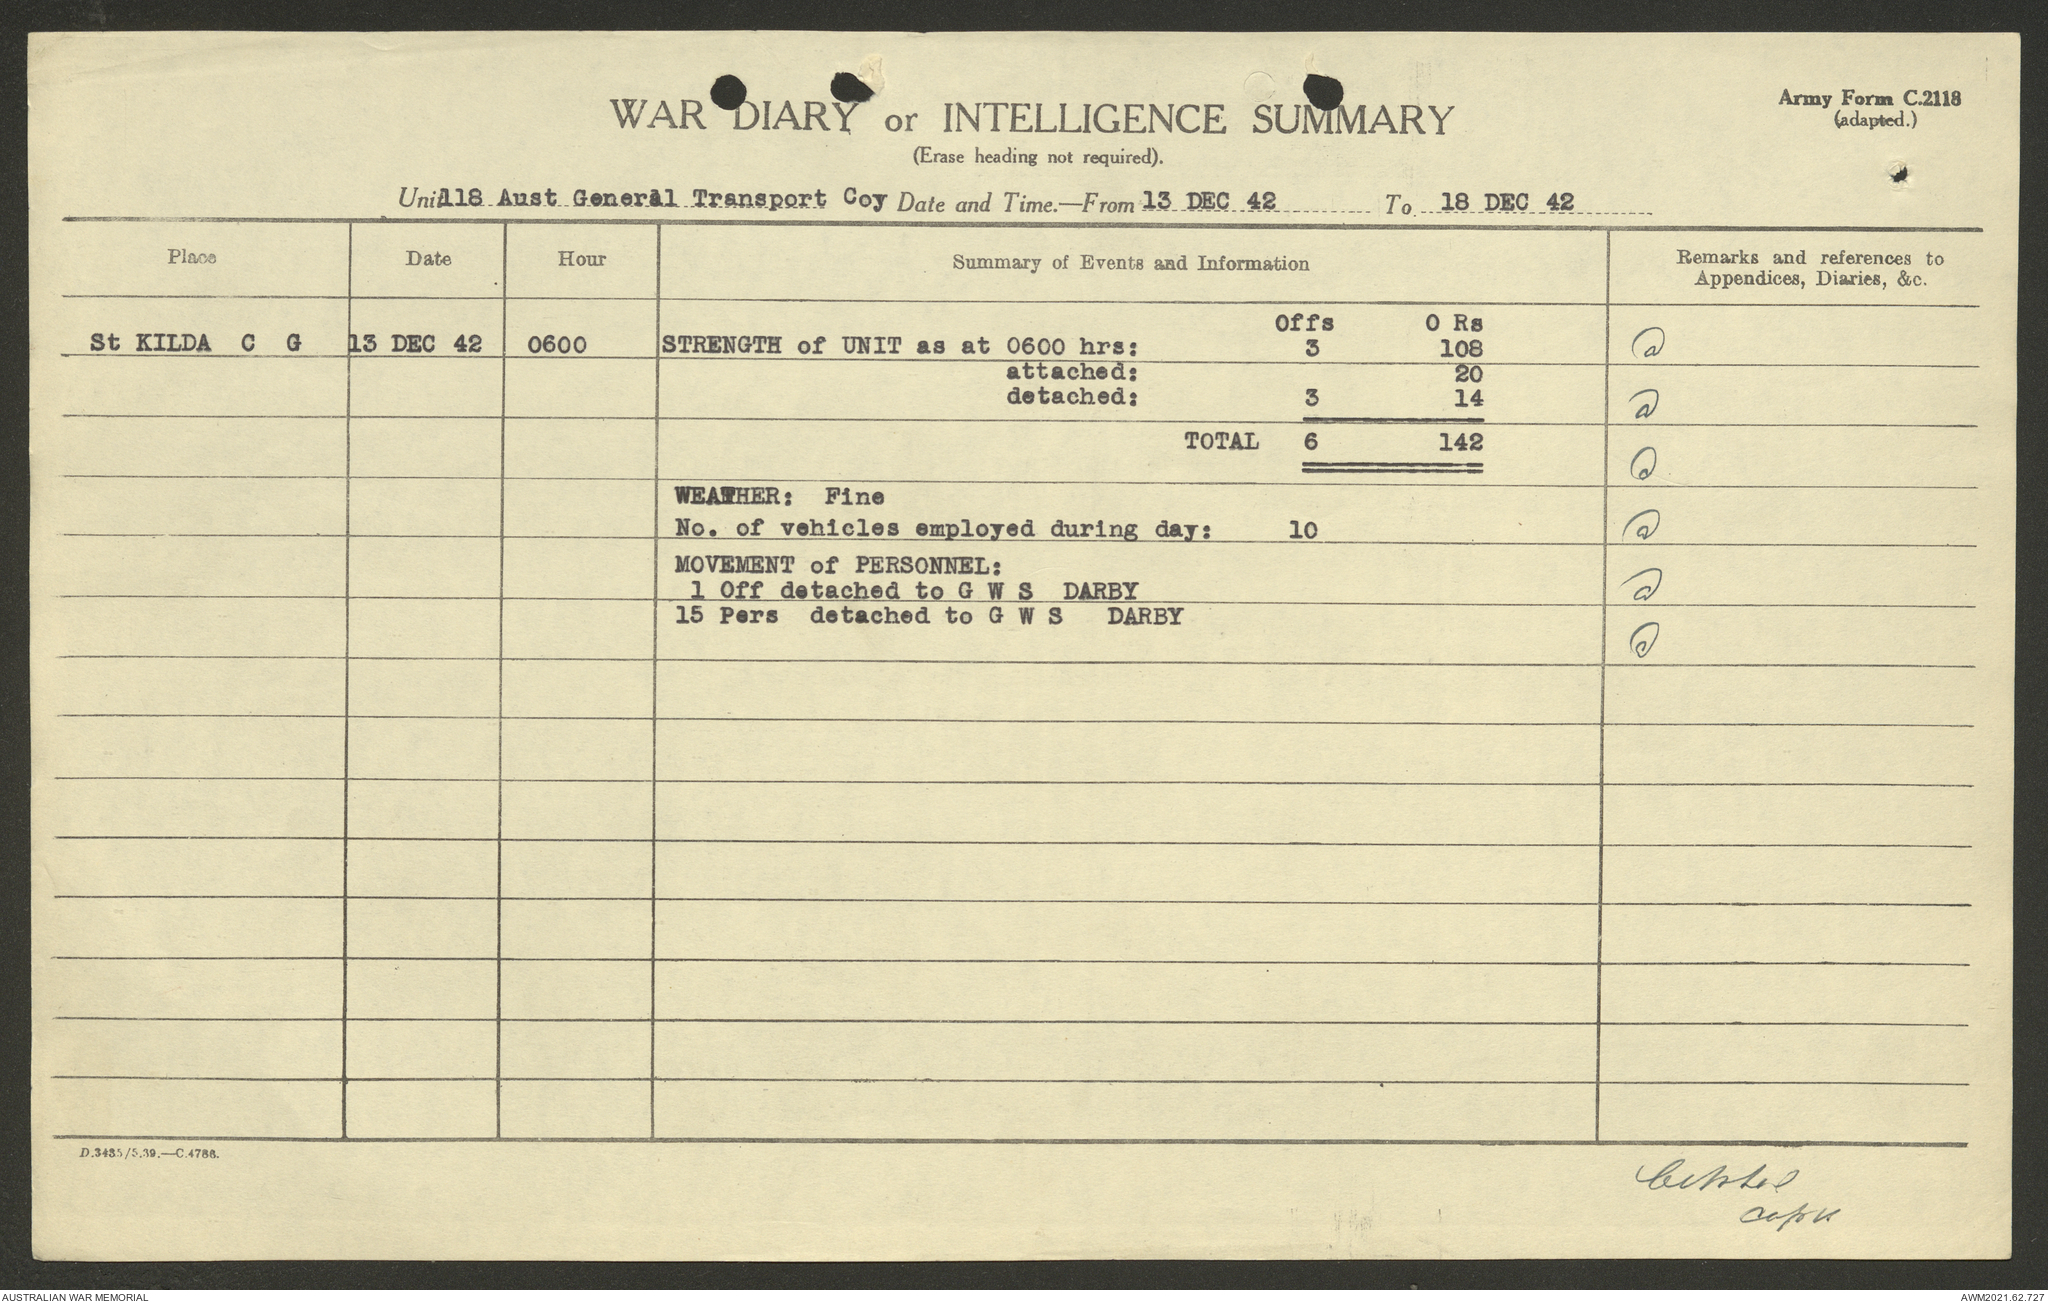 WAR DIARY or INTELLIGENCE SUMMARY
(Erase heading not required).
Army Form C.2118
(adapted.)
Unit 118 Aust General Transport Coy Date and Time.—From 13 DEC 42 To 18 DEC 42
Place Date Hour Summary of Events and Information Remarks and references to
Appendices, Diaries, &c.
Offs O Rs
St KILDA C G 13 DEC 42 0600 STRENGTH of UNIT as at 0600 hrs: 3 108
attached: 20
detached: 3 14
TOTAL 6 142
WEATHER: Fine
No. of vehicles employed during day: 10
MOVEMENT of PERSONNEL:
1 Off detached to G W S DARBY
15 Pers detached to G W S DARBY
D.3435/5.39.—C.4786.
AUSTRALIAN WAR MEMORIAL
AWM2021.62.727